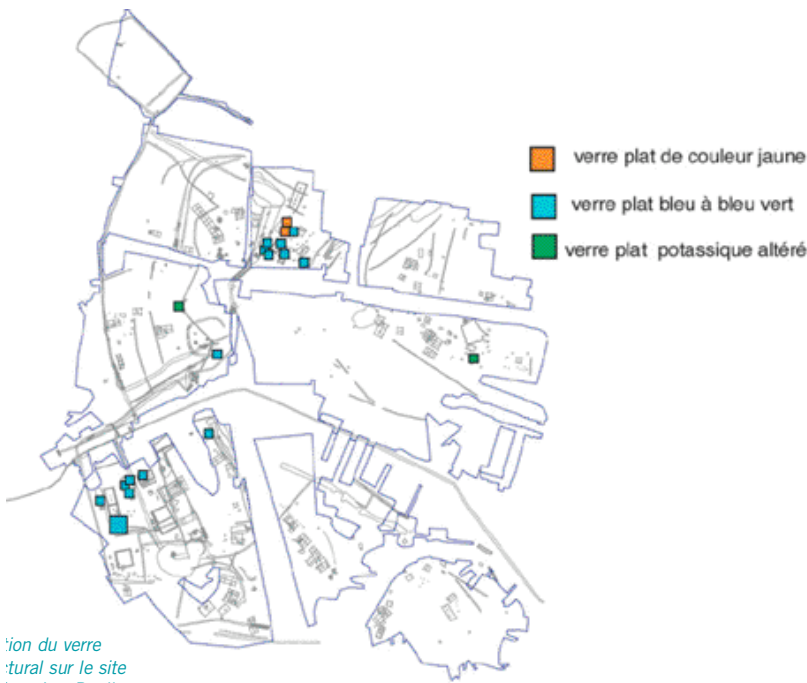 verre plat de couleur jaune
verre plat bleu à bleu vert
verre plat potassique altéré
tion du verre
ctural sur le site